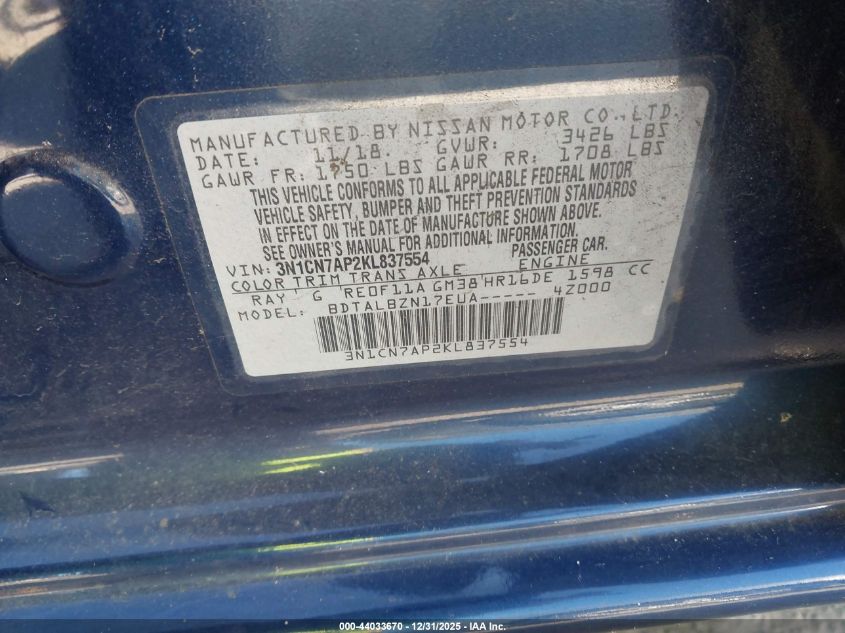 MANUFACTURED BY NISSAN MOTOR CO., LTD.
DATE: 11/18. GVWR: 3426 LBS
GAWR FR: 1750 LBS GAWR RR: 1708 LBS
THIS VEHICLE CONFORMS TO ALL APPLICABLE FEDERAL MOTOR
VEHICLE SAFETY, BUMPER AND THEFT PREVENTION STANDARDS
IN EFFECT ON THE DATE OF MANUFACTURE SHOWN ABOVE.
SEE OWNER'S MANUAL FOR ADDITIONAL INFORMATION.
VIN: 3N1CN7AP2KL837554 PASSENGER CAR.
COLOR TRIM TRANS AXLE ENGINE
RAY G RE0F11A GM38 HR16DE 1598 CC
MODEL: BDTALBZN17EUA----- 4Z000
3N1CN7AP2KL837554
000-44033670 - 12/31/2025 - IAA Inc.